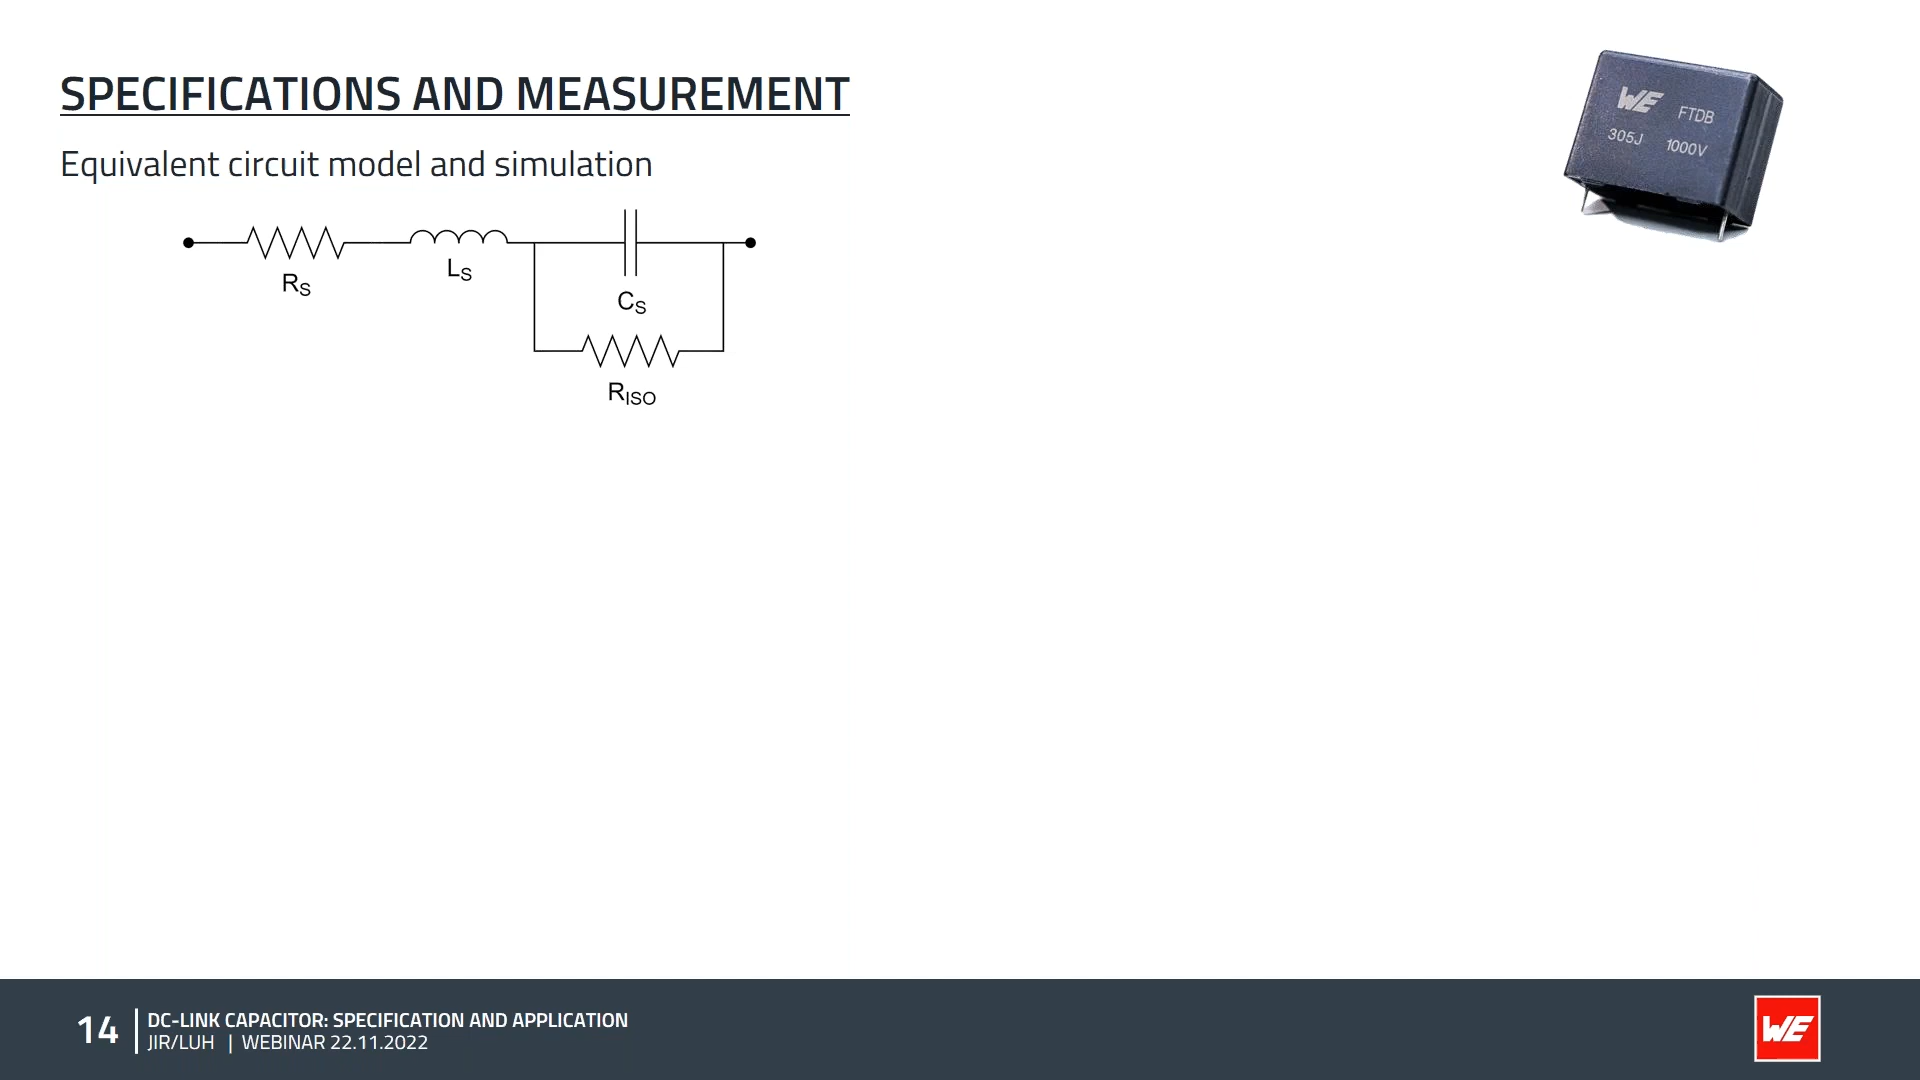 SPECIFICATIONS AND MEASUREMENT
Equivalent circuit model and simulation
WE FTDB
305J 1000V
RS
LS
CS
RISO
14
DC-LINK CAPACITOR: SPECIFICATION AND APPLICATION
JIR/LUH | WEBINAR 22.11.2022
WE